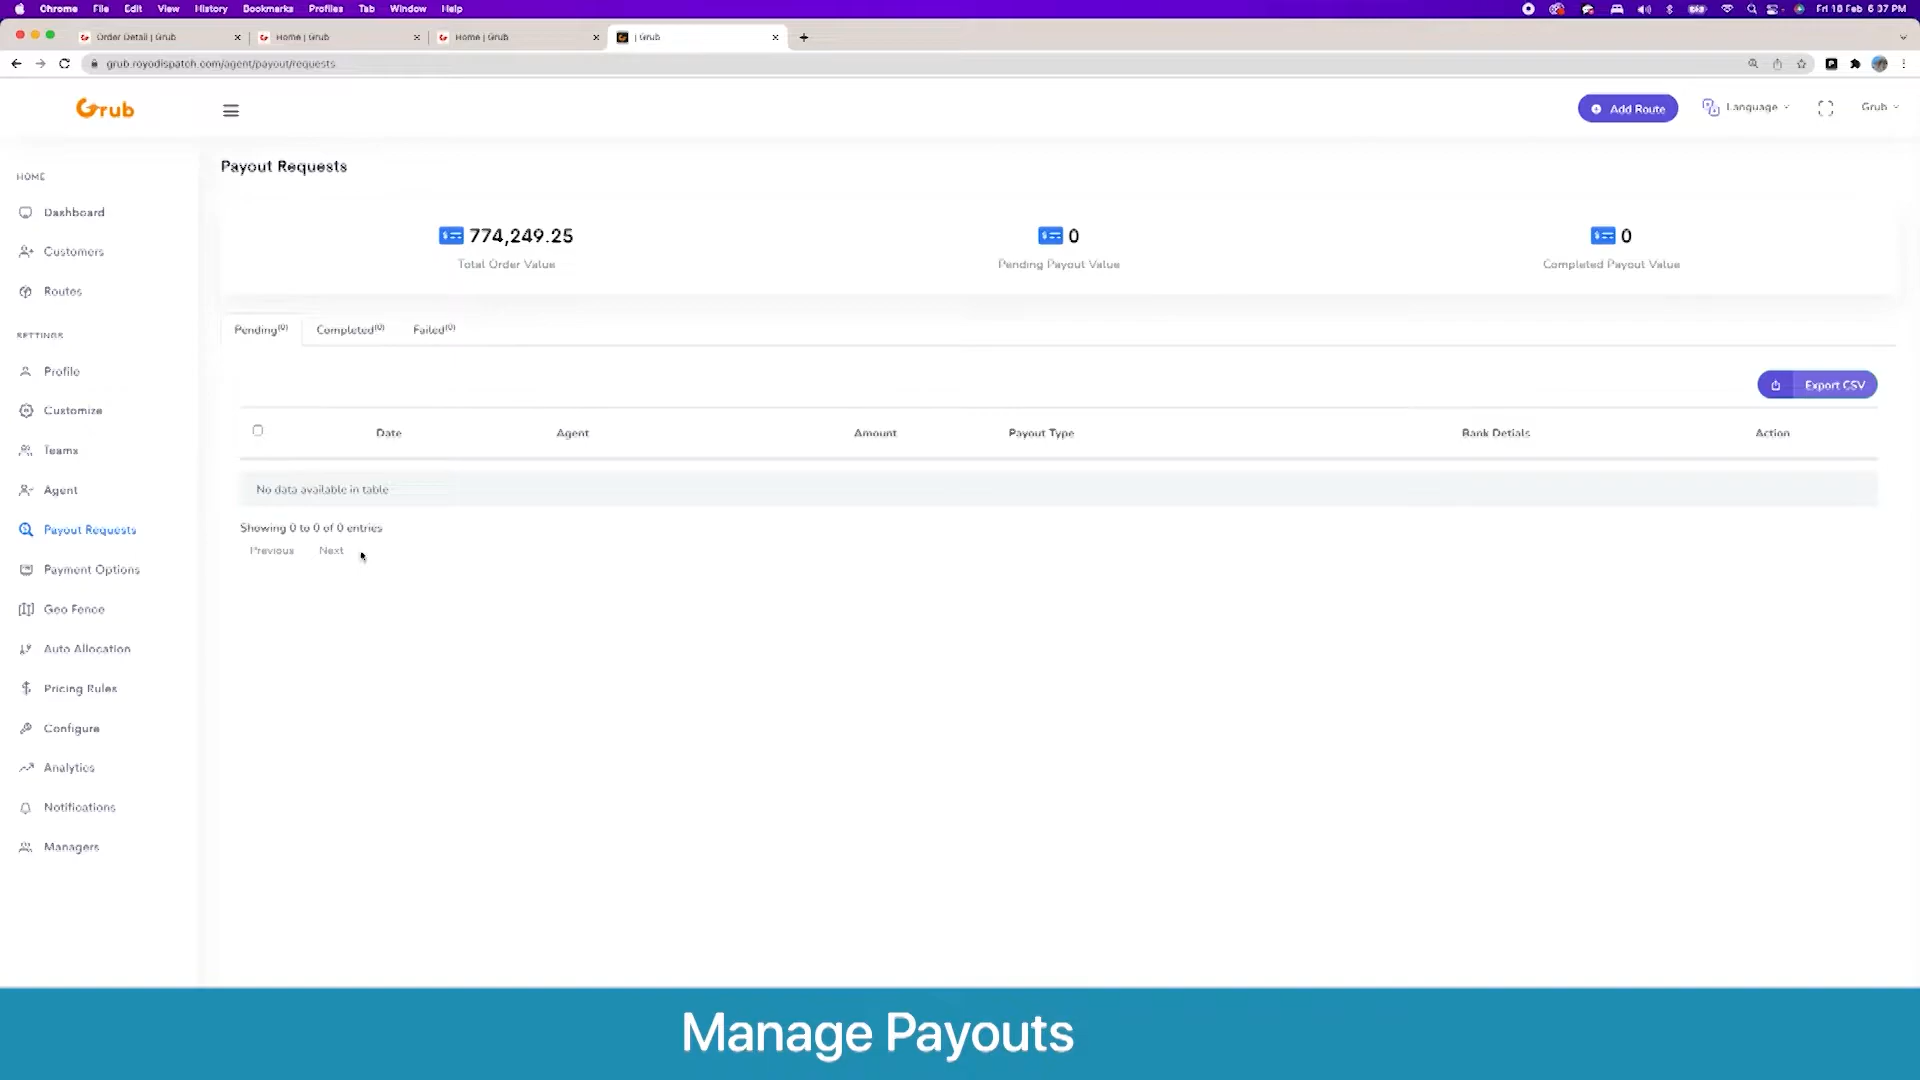 Chrome File Edit View History Bookmarks Profiles Tab Window Help Fri 18 Feb 6:37 PM
Order Detail | Grub Home | Grub Home | Grub | Grub
grub.royodispatch.com/agent/payout/requests
Grub Add Route Language Grub
Payout Requests
HOME
Dashboard
Customers
Routes
SETTINGS
Profile
Customize
Teams
Agent
Payout Requests
Payment Options
Geo Fence
Auto Allocation
Pricing Rules
Configure
Analytics
Notifications
Managers
774,249.25 0 0
Total Order Value Pending Payout Value Completed Payout Value
Pending(0) Completed(0) Failed(0)
Export CSV
Date Agent Amount Payout Type Bank Detials Action
No data available in table
Showing 0 to 0 of 0 entries
Previous Next
Manage Payouts